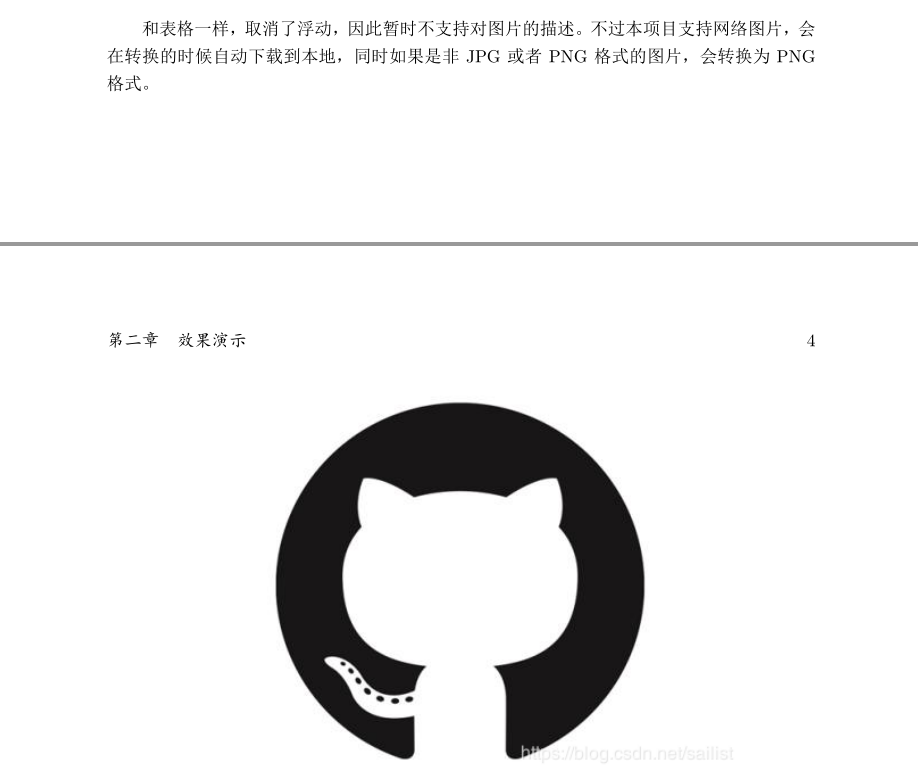 和表格一样，取消了浮动，因此暂时不支持对图片的描述。不过本项目支持网络图片，会
在转换的时候自动下载到本地，同时如果是非 JPG 或者 PNG 格式的图片，会转换为 PNG
格式。
第二章　效果演示 4
https://blog.csdn.net/sailist